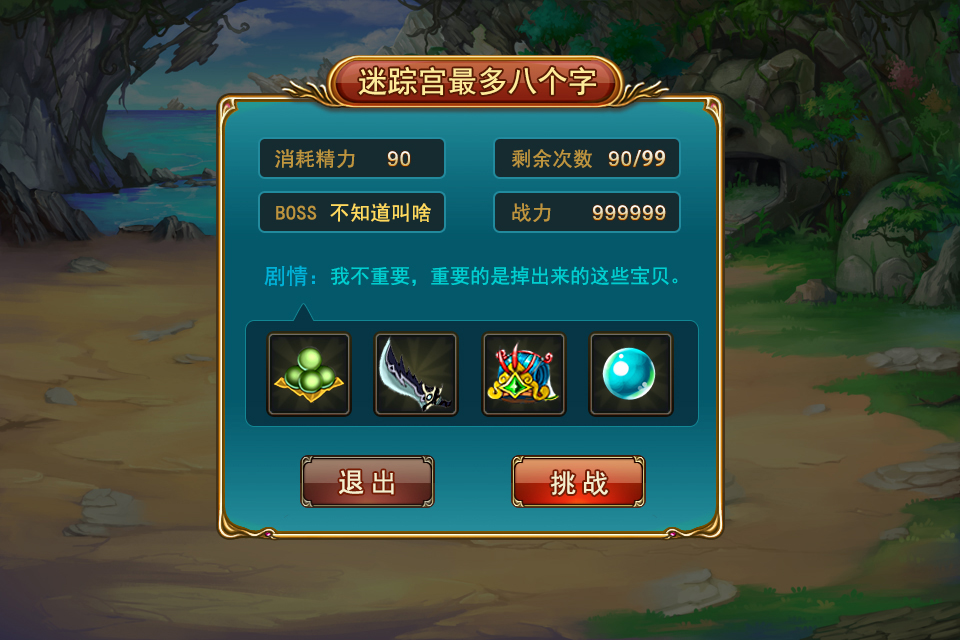 迷踪宫最多八个字
消耗精力 90
剩余次数 90/99
BOSS 不知道叫啥
战力 999999
剧情：我不重要，重要的是掉出来的这些宝贝。
退出
挑战